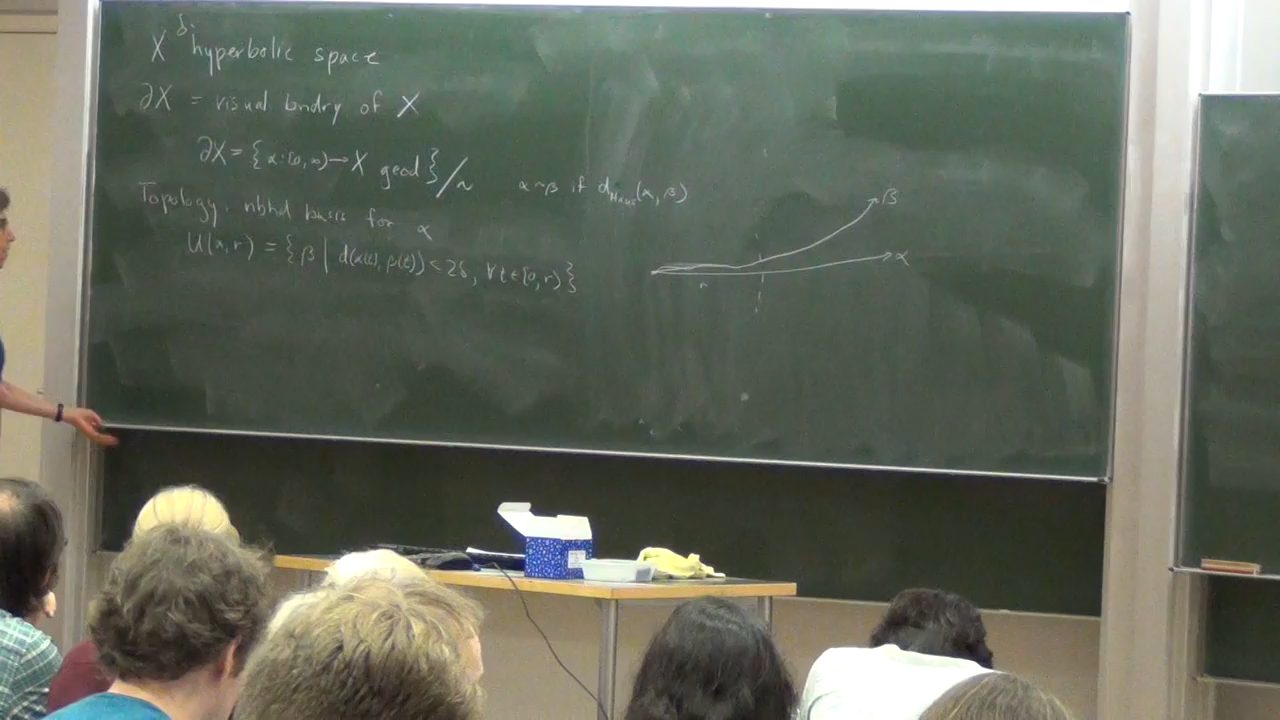 X δ hyperbolic space
∂X = visual bndry of X
∂X = {α:[0,∞)→X geod}/~ α~β if d_Haus(α,β)
Topology. nbhd basis for α
U(α,r) = {β | d(α(t),β(t))<2δ, ∀t∈[0,r)}
β
α
r